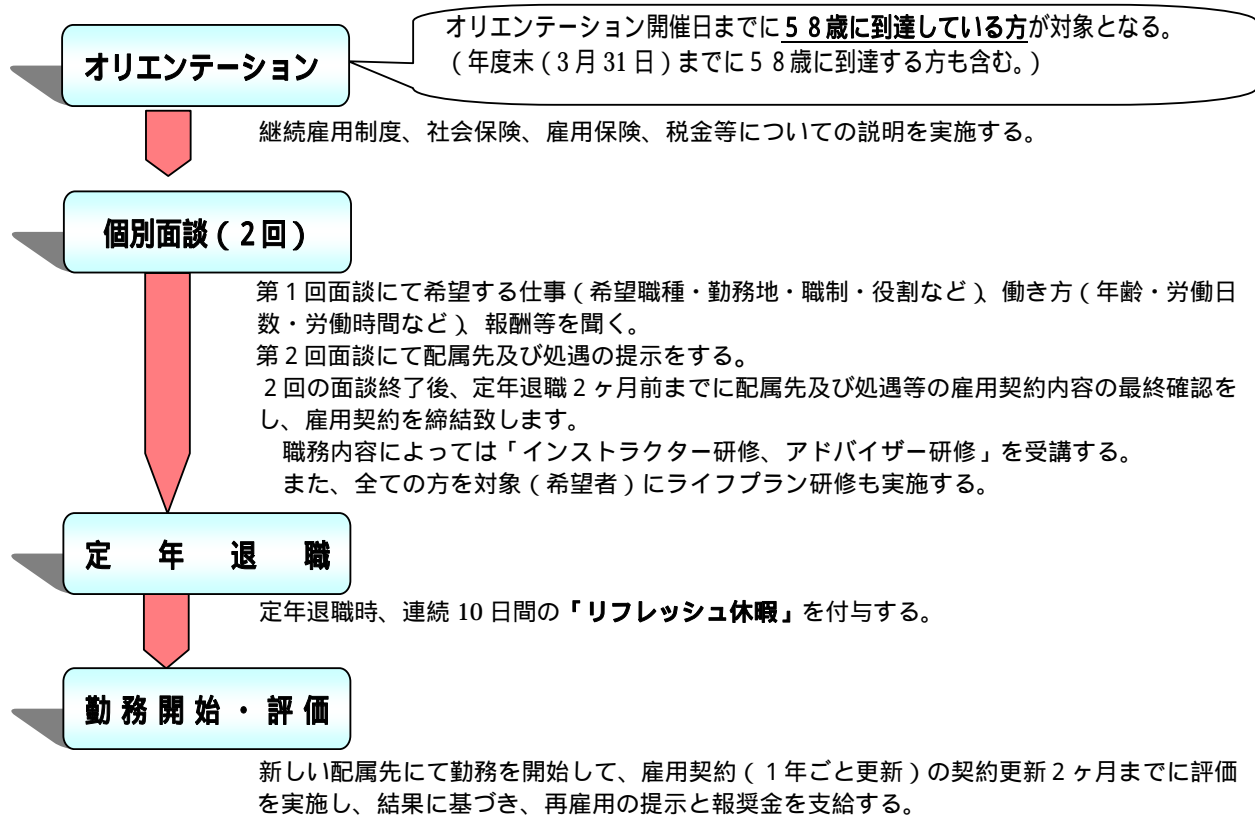 オリエンテーション開催日までに５８歳に到達している方が対象となる。
（年度末（3月31日）までに５８歳に到達する方も含む。）
オリエンテーション
継続雇用制度、社会保険、雇用保険、税金等についての説明を実施する。
個別面談（２回）
第１回面談にて希望する仕事（希望職種・勤務地・職制・役割など）、働き方（年齢・労働日
数・労働時間など）、報酬等を聞く。
第２回面談にて配属先及び処遇の提示をする。
２回の面談終了後、定年退職２ヶ月前までに配属先及び処遇等の雇用契約内容の最終確認を
し、雇用契約を締結致します。
職務内容によっては「インストラクター研修、アドバイザー研修」を受講する。
また、全ての方を対象（希望者）にライフプラン研修も実施する。
定年退職
定年退職時、連続10日間の「リフレッシュ休暇」を付与する。
勤務開始・評価
新しい配属先にて勤務を開始して、雇用契約（１年ごと更新）の契約更新２ヶ月までに評価
を実施し、結果に基づき、再雇用の提示と報奨金を支給する。